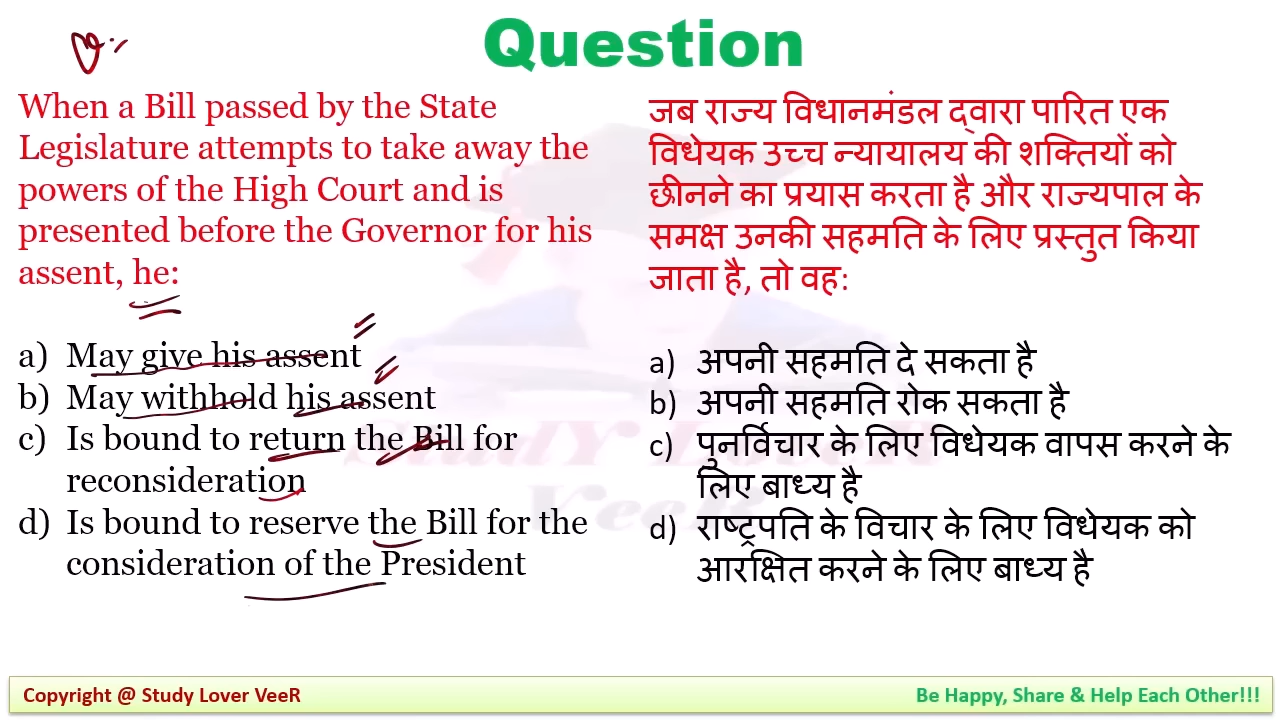 Question
When a Bill passed by the State
Legislature attempts to take away the
powers of the High Court and is
presented before the Governor for his
assent, he:
a) May give his assent
b) May withhold his assent
c) Is bound to return the Bill for
reconsideration
d) Is bound to reserve the Bill for the
consideration of the President
जब राज्य विधानमंडल द्वारा पारित एक
विधेयक उच्च न्यायालय की शक्तियों को
छीनने का प्रयास करता है और राज्यपाल के
समक्ष उनकी सहमति के लिए प्रस्तुत किया
जाता है, तो वह:
a) अपनी सहमति दे सकता है
b) अपनी सहमति रोक सकता है
c) पुनर्विचार के लिए विधेयक वापस करने के
लिए बाध्य है
d) राष्ट्रपति के विचार के लिए विधेयक को
आरक्षित करने के लिए बाध्य है
StudY LoveR
VeeR
Copyright @ Study Lover VeeR
Be Happy, Share & Help Each Other!!!